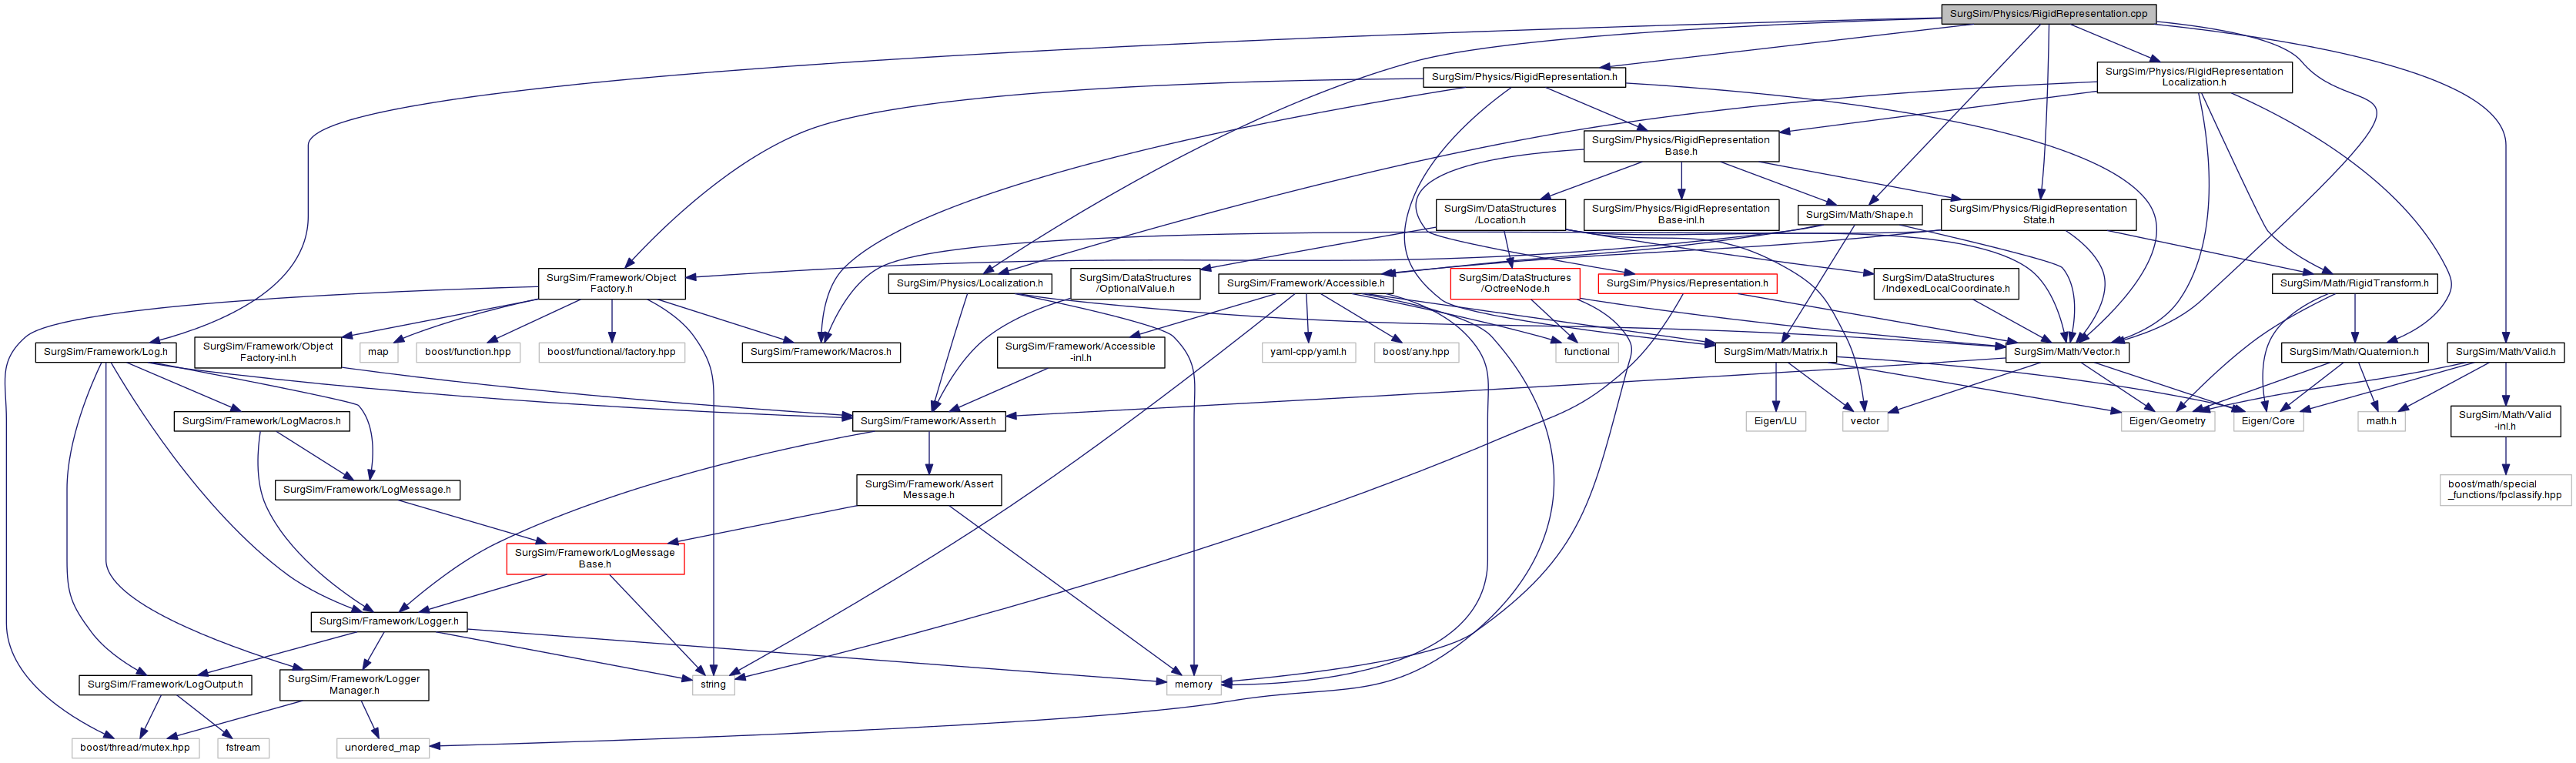 SurgSim/Physics/RigidRepresentation.cpp
SurgSim/Physics/RigidRepresentation.h
SurgSim/Physics/RigidRepresentation
Localization.h
SurgSim/Physics/RigidRepresentation
Base.h
SurgSim/DataStructures
/Location.h
SurgSim/Physics/RigidRepresentation
Base-inl.h
SurgSim/Math/Shape.h
SurgSim/Physics/RigidRepresentation
State.h
SurgSim/Framework/Object
Factory.h
SurgSim/Physics/Localization.h
SurgSim/DataStructures
/OptionalValue.h
SurgSim/Framework/Accessible.h
SurgSim/DataStructures
/OctreeNode.h
SurgSim/Physics/Representation.h
SurgSim/DataStructures
/IndexedLocalCoordinate.h
SurgSim/Math/RigidTransform.h
SurgSim/Framework/Log.h
SurgSim/Framework/Object
Factory-inl.h
map
boost/function.hpp
boost/functional/factory.hpp
SurgSim/Framework/Macros.h
SurgSim/Framework/Accessible
-inl.h
yaml-cpp/yaml.h
boost/any.hpp
functional
SurgSim/Math/Matrix.h
SurgSim/Math/Vector.h
SurgSim/Math/Quaternion.h
SurgSim/Math/Valid.h
SurgSim/Framework/LogMacros.h
SurgSim/Framework/Assert.h
Eigen/LU
vector
Eigen/Geometry
Eigen/Core
math.h
SurgSim/Math/Valid
-inl.h
SurgSim/Framework/LogMessage.h
SurgSim/Framework/Assert
Message.h
boost/math/special
_functions/fpclassify.hpp
SurgSim/Framework/LogMessage
Base.h
SurgSim/Framework/Logger.h
SurgSim/Framework/LogOutput.h
SurgSim/Framework/Logger
Manager.h
string
memory
boost/thread/mutex.hpp
fstream
unordered_map